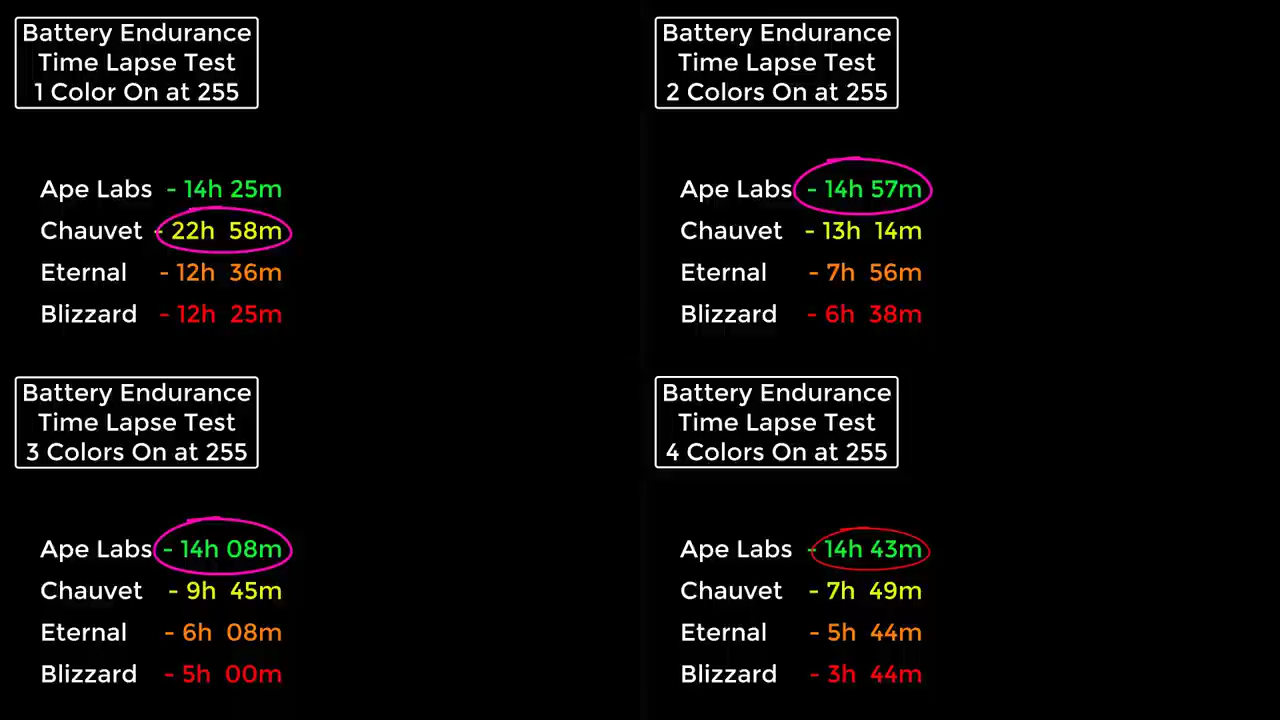 Battery Endurance
Time Lapse Test
1 Color On at 255
Ape Labs - 14h 25m
Chauvet - 22h 58m
Eternal - 12h 36m
Blizzard - 12h 25m
Battery Endurance
Time Lapse Test
2 Colors On at 255
Ape Labs - 14h 57m
Chauvet - 13h 14m
Eternal - 7h 56m
Blizzard - 6h 38m
Battery Endurance
Time Lapse Test
3 Colors On at 255
Ape Labs - 14h 08m
Chauvet - 9h 45m
Eternal - 6h 08m
Blizzard - 5h 00m
Battery Endurance
Time Lapse Test
4 Colors On at 255
Ape Labs - 14h 43m
Chauvet - 7h 49m
Eternal - 5h 44m
Blizzard - 3h 44m